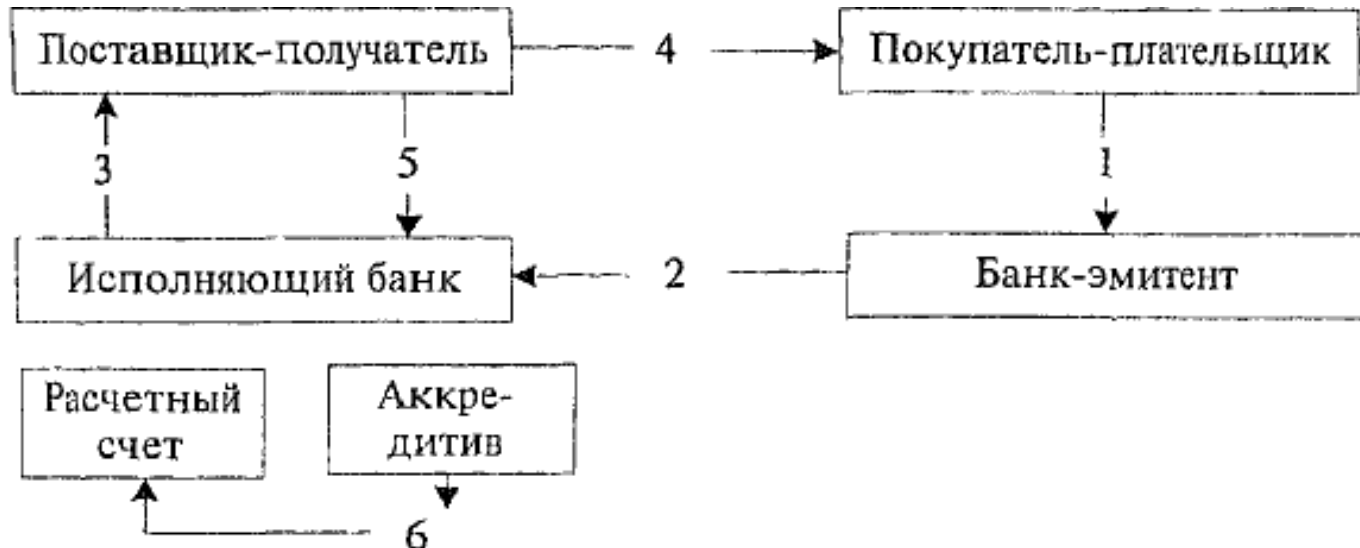 Поставщик-получатель
4
Покупатель-плательщик
3
5
1
Исполняющий банк
2
Банк-эмитент
Расчетный
счет
Аккре-
дитив
6